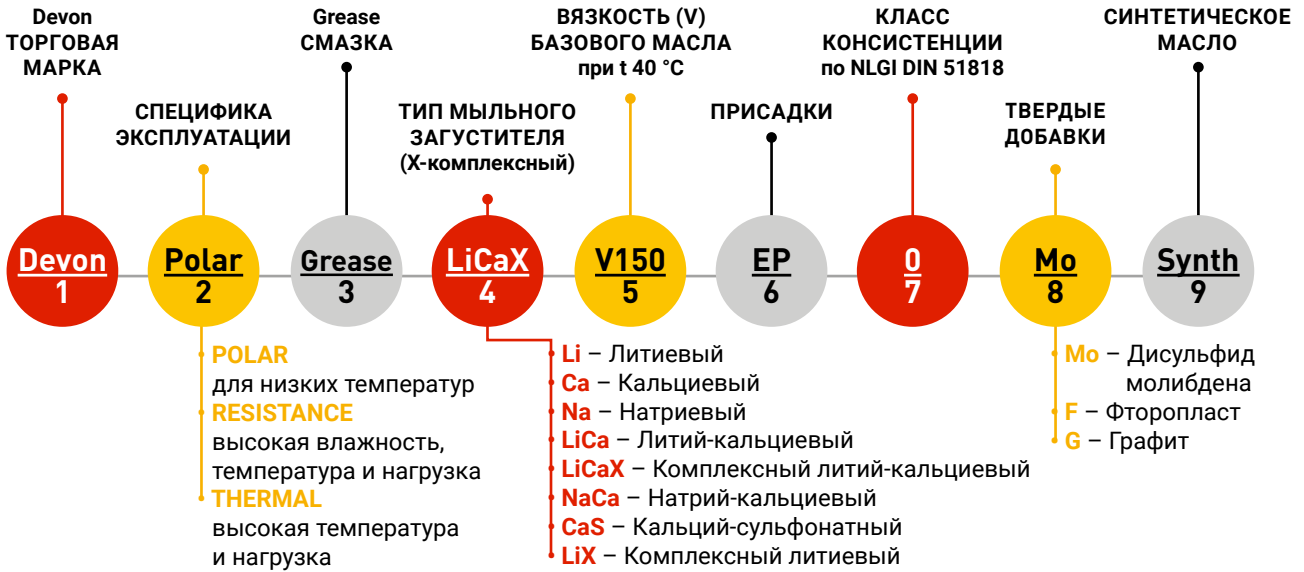 Devon
ТОРГОВАЯ
МАРКА
СПЕЦИФИКА
ЭКСПЛУАТАЦИИ
Grease
СМАЗКА
ТИП МЫЛЬНОГО
ЗАГУСТИТЕЛЯ
(Х-комплексный)
ВЯЗКОСТЬ (V)
БАЗОВОГО МАСЛА
при t 40 °C
ПРИСАДКИ
КЛАСС
КОНСИСТЕНЦИИ
по NLGI DIN 51818
ТВЕРДЫЕ
ДОБАВКИ
СИНТЕТИЧЕСКОЕ
МАСЛО
Devon
1
Polar
2
Grease
3
LiCaX
4
V150
5
EP
6
0
7
Mo
8
Synth
9
POLAR
для низких температур
RESISTANCE
высокая влажность,
температура и нагрузка
THERMAL
высокая температура
и нагрузка
Li – Литиевый
Ca – Кальциевый
Na – Натриевый
LiCa – Литий-кальциевый
LiCaX – Комплексный литий-кальциевый
NaCa – Натрий-кальциевый
CaS – Кальций-сульфонатный
LiX – Комплексный литиевый
Mo – Дисульфид
молибдена
F – Фторопласт
G – Графит